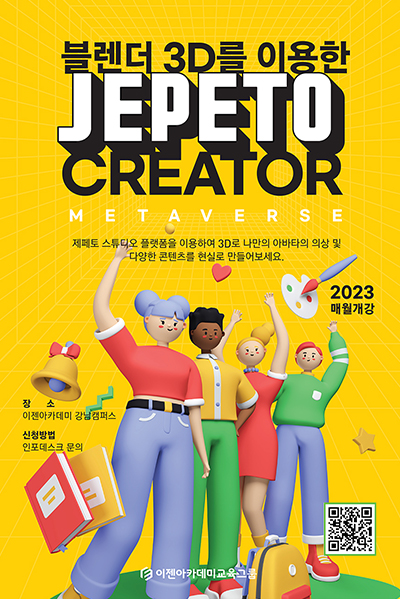 블렌더 3D를 이용한
JEPETO
CREATOR
METAVERSE
제페토 스튜디오 플랫폼을 이용하여 3D로 나만의 아바타의 의상 및
다양한 콘텐츠를 현실로 만들어보세요.
2023
매월개강
장 소
이젠아카데미 강남캠퍼스
신청방법
인포데스크 문의
이젠아카데미교육그룹